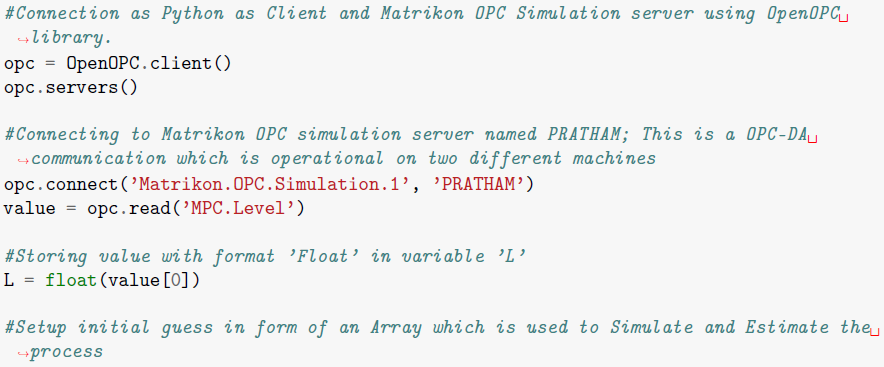 #Connection as Python as Client and Matrikon OPC Simulation server using OpenOPC␣
↪library.
opc = OpenOPC.client()
opc.servers()
#Connecting to Matrikon OPC simulation server named PRATHAM; This is a OPC-DA␣
↪communication which is operational on two different machines
opc.connect('Matrikon.OPC.Simulation.1', 'PRATHAM')
value = opc.read('MPC.Level')
#Storing value with format 'Float' in variable 'L'
L = float(value[0])
#Setup initial guess in form of an Array which is used to Simulate and Estimate the␣
↪process